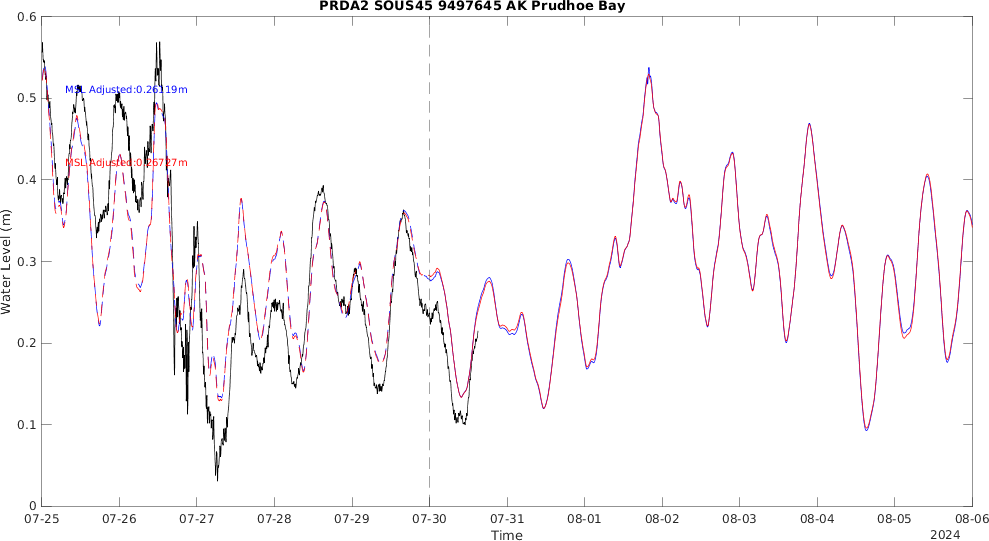 PRDA2 SOUS45 9497645 AK Prudhoe Bay
0.6
0.5
0.4
0.3
0.2
0.1
0
Water Level (m)
MSL Adjusted:0.26119m
MSL Adjusted:0.26727m
07-25 07-26 07-27 07-28 07-29 07-30 07-31 08-01 08-02 08-03 08-04 08-05 08-06
Time
2024